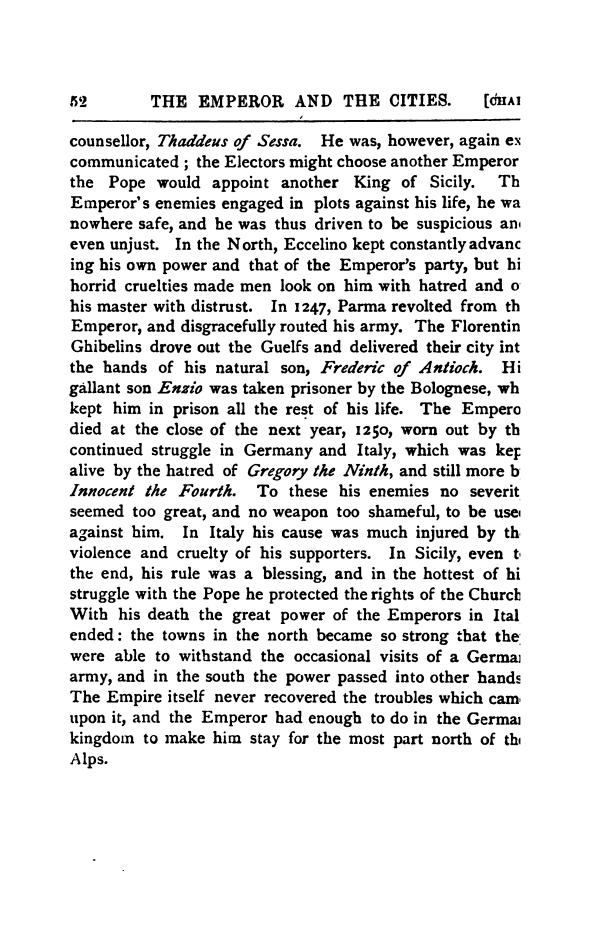 52 THE EMPEROR AND THE CITIES. [CHAP
counsellor, Thaddeus of Sessa. He was, however, again ex
communicated ; the Electors might choose another Emperor
the Pope would appoint another King of Sicily. Th
Emperor's enemies engaged in plots against his life, he wa
nowhere safe, and he was thus driven to be suspicious an
even unjust. In the North, Eccelino kept constantly advanc
ing his own power and that of the Emperor's party, but hi
horrid cruelties made men look on him with hatred and o
his master with distrust. In 1247, Parma revolted from th
Emperor, and disgracefully routed his army. The Florentin
Ghibelins drove out the Guelfs and delivered their city int
the hands of his natural son, Frederic of Antioch. Hi
gallant son Enzio was taken prisoner by the Bolognese, wh
kept him in prison all the rest of his life. The Empero
died at the close of the next year, 1250, worn out by th
continued struggle in Germany and Italy, which was kep
alive by the hatred of Gregory the Ninth, and still more b
Innocent the Fourth. To these his enemies no severit
seemed too great, and no weapon too shameful, to be use
against him. In Italy his cause was much injured by th
violence and cruelty of his supporters. In Sicily, even t
the end, his rule was a blessing, and in the hottest of hi
struggle with the Pope he protected the rights of the Church
With his death the great power of the Emperors in Ital
ended : the towns in the north became so strong that the
were able to withstand the occasional visits of a German
army, and in the south the power passed into other hands
The Empire itself never recovered the troubles which cam
upon it, and the Emperor had enough to do in the German
kingdom to make him stay for the most part north of th
Alps.